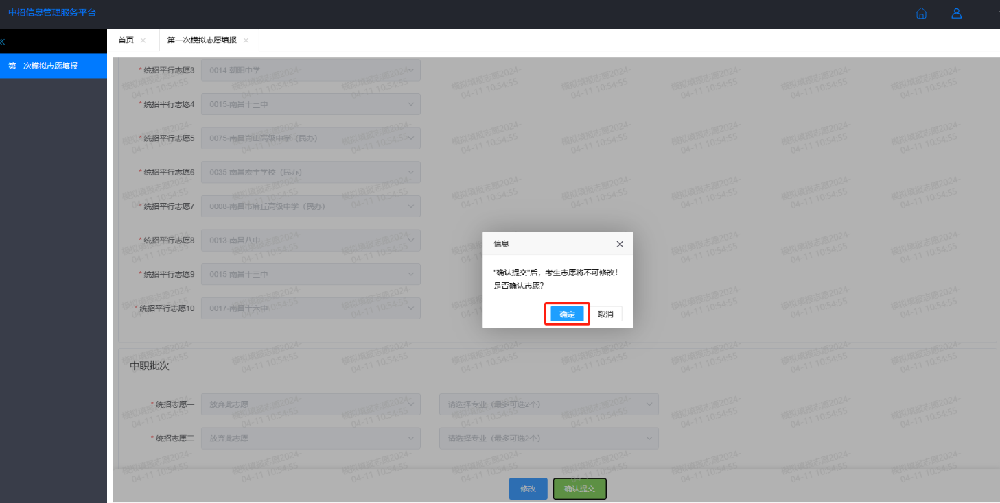 中招信息管理服务平台
首页
第一次模拟志愿填报
第一次模拟志愿填报
* 统招平行志愿3
0014-朝阳中学
* 统招平行志愿4
0015-南昌十三中
* 统招平行志愿5
0075-南昌百山高级中学（民办）
* 统招平行志愿6
0035-南昌宏宇学校（民办）
* 统招平行志愿7
0008-南昌市麻丘高级中学（民办）
* 统招平行志愿8
0013-南昌八中
* 统招平行志愿9
0015-南昌十三中
* 统招平行志愿10
0017-南昌十六中
信息
"确认提交"后，考生志愿将不可修改！
是否确认志愿？
确定
取消
中职批次
* 统招志愿一
放弃此志愿
请选择专业（最多可选2个）
* 统招志愿二
放弃此志愿
请选择专业（最多可选2个）
修改
确认提交
模拟填报志愿2024-
04-11 10:54:55